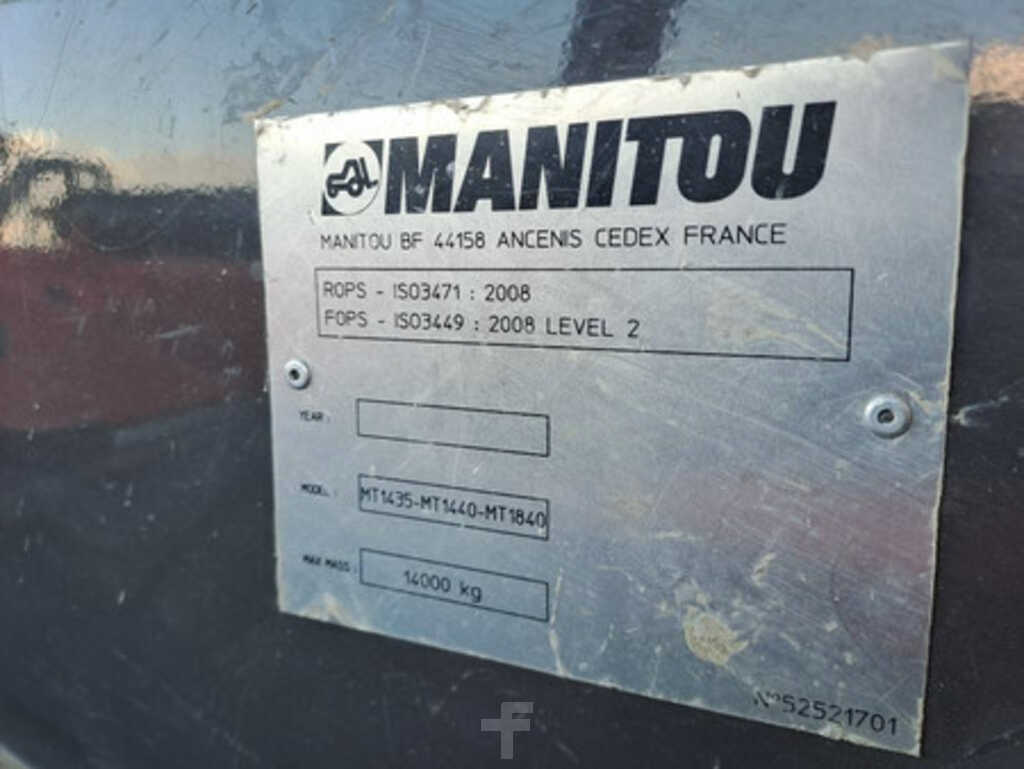 MANITOU
MANITOU BF 44158 ANCENIS CEDEX FRANCE
ROPS - ISO3471 : 2008
FOPS - ISO3449 : 2008 LEVEL 2
YEAR :
MODEL : MT1435-MT1440-MT1840
MAX MASS : 14000 kg
N°52521701